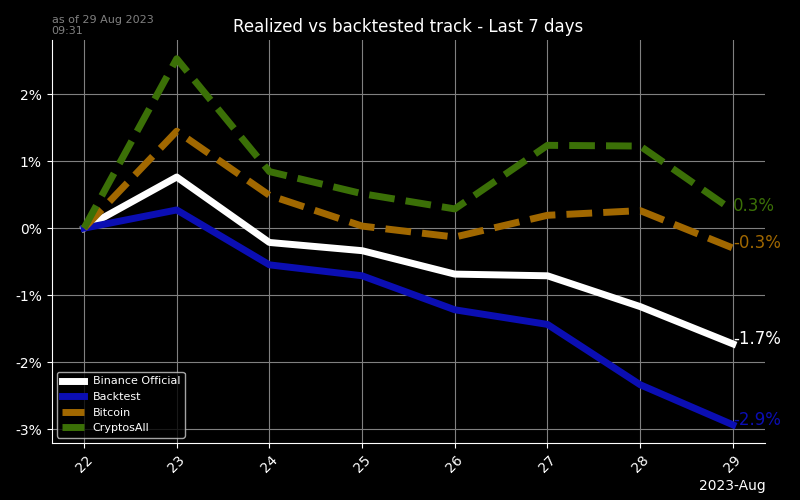 as of 29 Aug 2023
09:31
Realized vs backtested track - Last 7 days
2%
1%
0%
-1%
-2%
-3%
0.3%
-0.3%
-1.7%
-2.9%
Binance Official
Backtest
Bitcoin
CryptosAll
22
23
24
25
26
27
28
29
2023-Aug